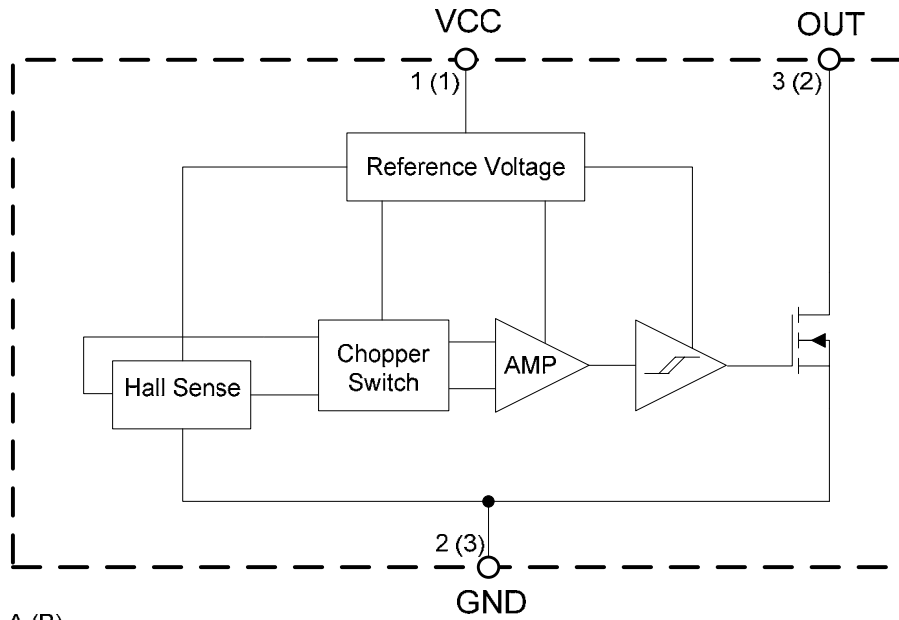 VCC
OUT
1 (1)
3 (2)
Reference Voltage
Chopper
Switch
AMP
Hall Sense
2 (3)
GND
A (B)